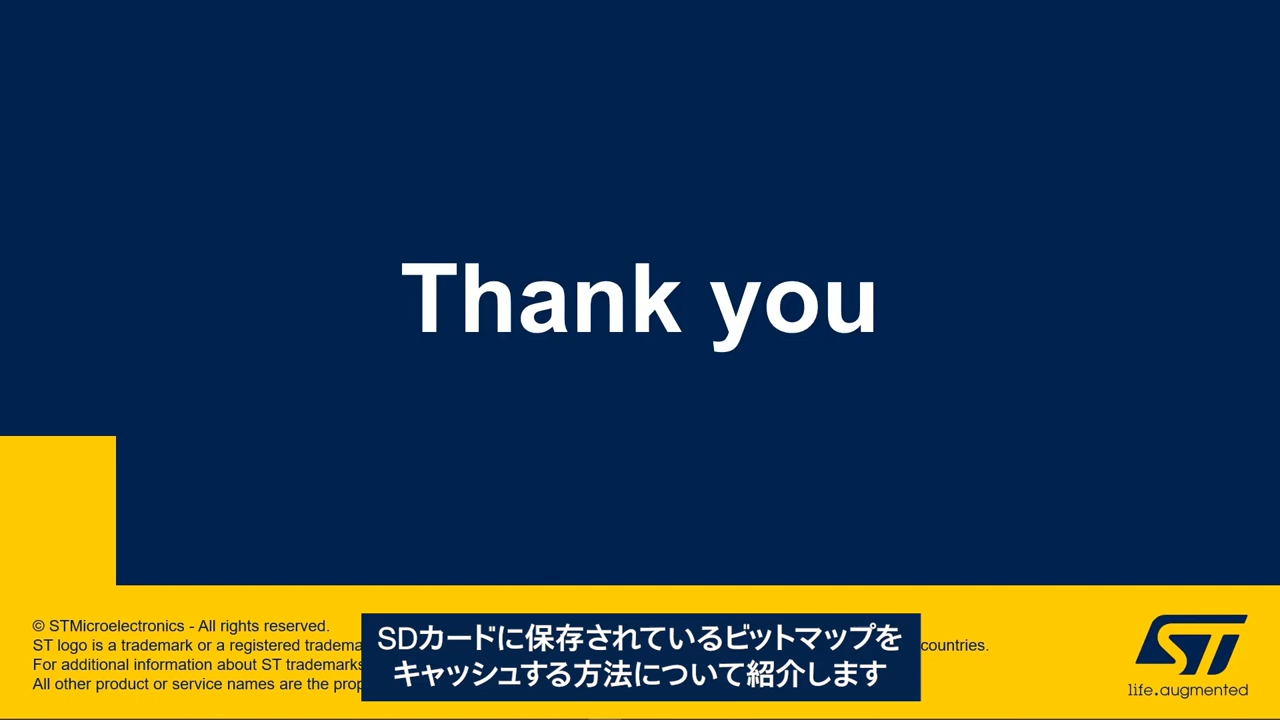 Thank you
© STMicroelectronics - All rights reserved.
ST logo is a trademark or a registered
countries.
For additional information about ST trademarks
All other product or service names are the
SDカードに保存されているビットマップを
キャッシュする方法について紹介します
ST
life.augmented